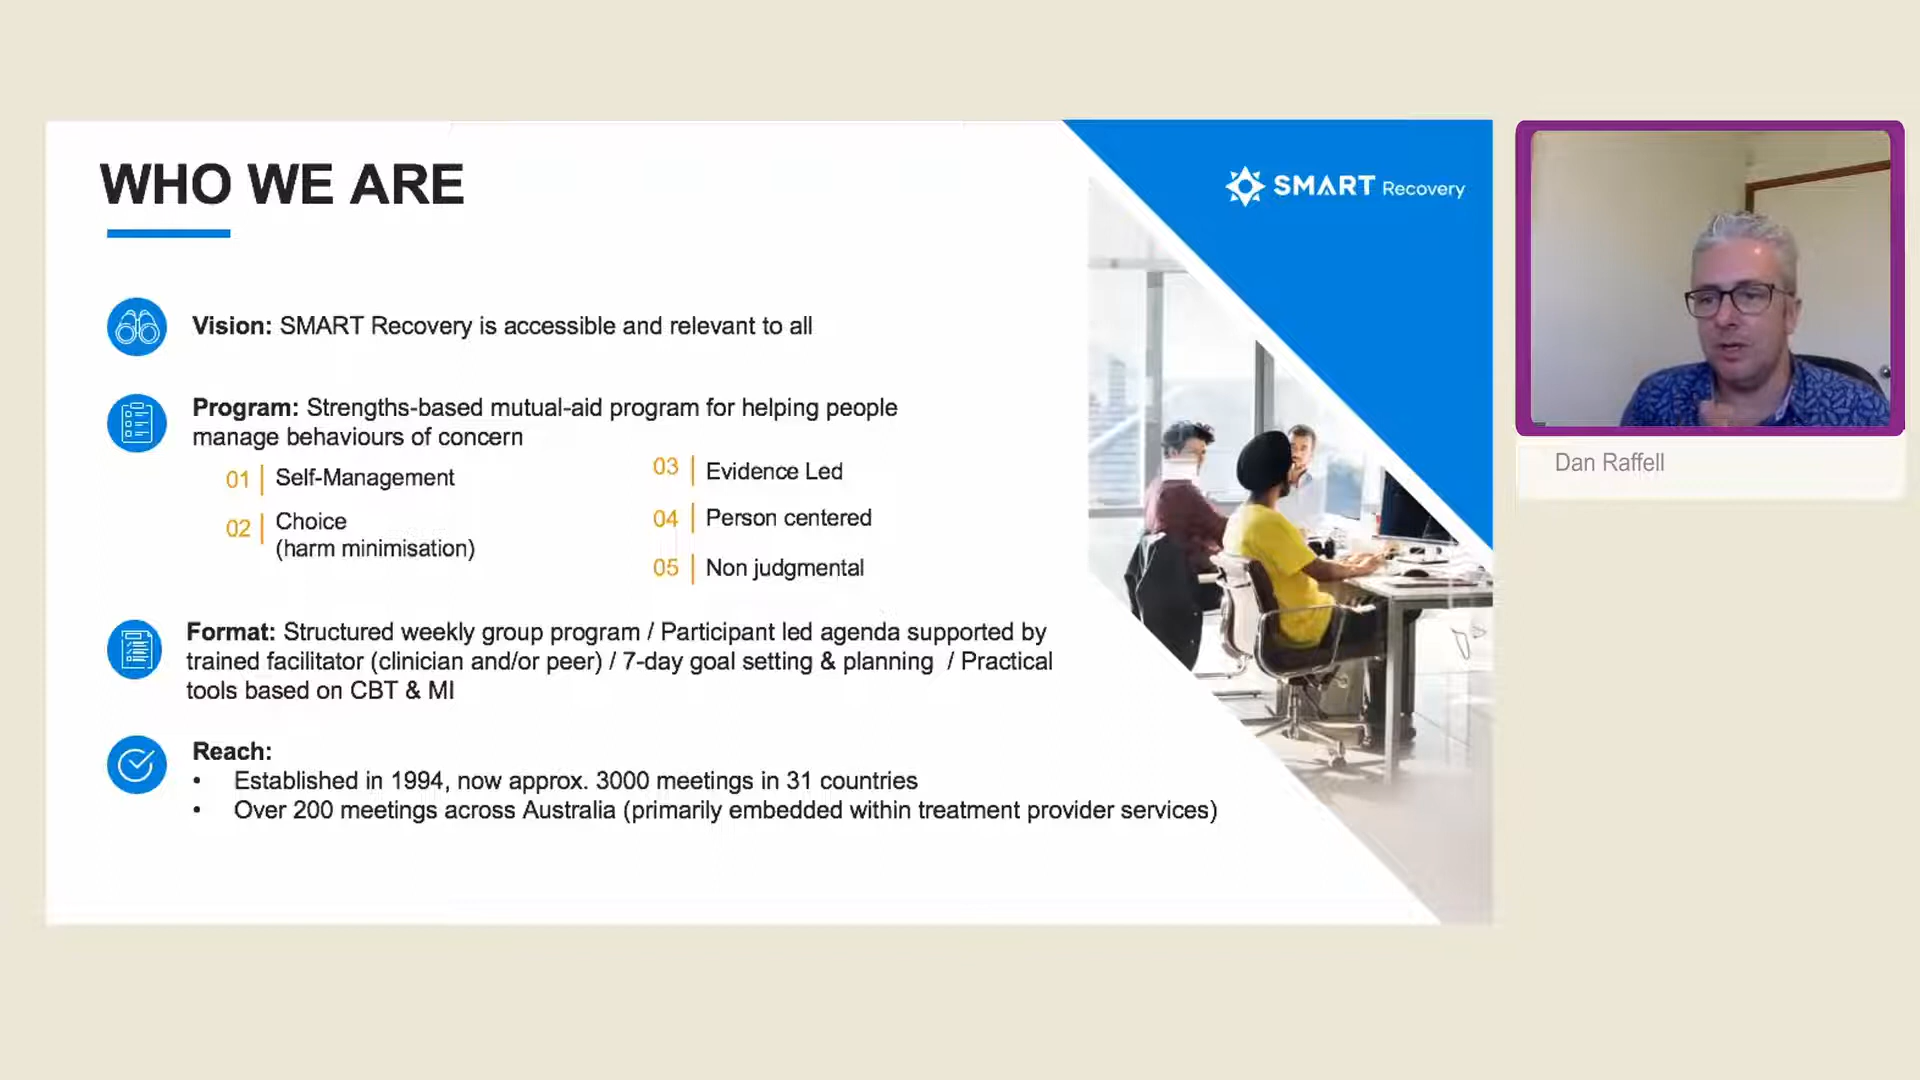 WHO WE ARE
SMART Recovery
Vision: SMART Recovery is accessible and relevant to all
Program: Strengths-based mutual-aid program for helping people
manage behaviours of concern
01 Self-Management
02 Choice
(harm minimisation)
03 Evidence Led
04 Person centered
05 Non judgmental
Format: Structured weekly group program / Participant led agenda supported by
trained facilitator (clinician and/or peer) / 7-day goal setting & planning / Practical
tools based on CBT & MI
Reach:
• Established in 1994, now approx. 3000 meetings in 31 countries
• Over 200 meetings across Australia (primarily embedded within treatment provider services)
Dan Raffell